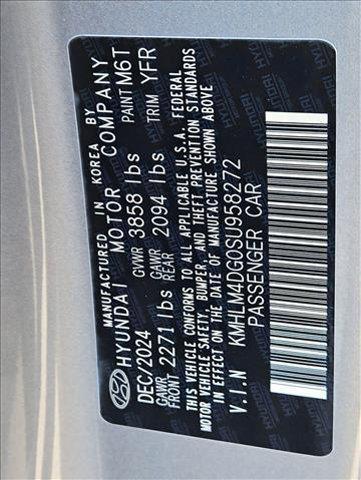 MANUFACTURED IN KOREA BY
HYUNDAI MOTOR COMPANY
DEC/2024 GVWR 3858 lbs PAINT M6T
GAWR FRONT 2271 lbs GAWR REAR 2094 lbs TRIM YFR
THIS VEHICLE CONFORMS TO ALL APPLICABLE U.S.A. FEDERAL
MOTOR VEHICLE SAFETY, BUMPER, AND THEFT PREVENTION STANDARDS
IN EFFECT ON THE DATE OF MANUFACTURE SHOWN ABOVE
V.I.N KMHLM4DG0SU958272
PASSENGER CAR